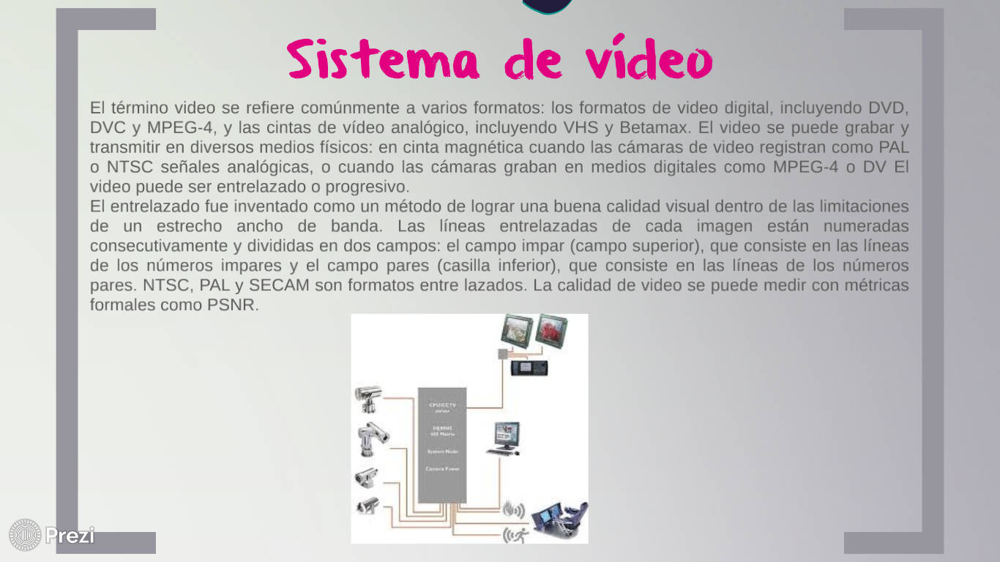 Sistema de vídeo
El término video se refiere comúnmente a varios formatos: los formatos de video digital, incluyendo DVD,
DVC y MPEG-4, y las cintas de vídeo analógico, incluyendo VHS y Betamax. El video se puede grabar y
transmitir en diversos medios físicos: en cinta magnética cuando las cámaras de video registran como PAL
o NTSC señales analógicas, o cuando las cámaras graban en medios digitales como MPEG-4 o DV El
video puede ser entrelazado o progresivo.
El entrelazado fue inventado como un método de lograr una buena calidad visual dentro de las limitaciones
de un estrecho ancho de banda. Las líneas entrelazadas de cada imagen están numeradas
consecutivamente y divididas en dos campos: el campo impar (campo superior), que consiste en las líneas
de los números impares y el campo pares (casilla inferior), que consiste en las líneas de los números
pares. NTSC, PAL y SECAM son formatos entre lazados. La calidad de video se puede medir con métricas
formales como PSNR.
CCTV
server
Matrix
System Node
Camera Power
Prezi